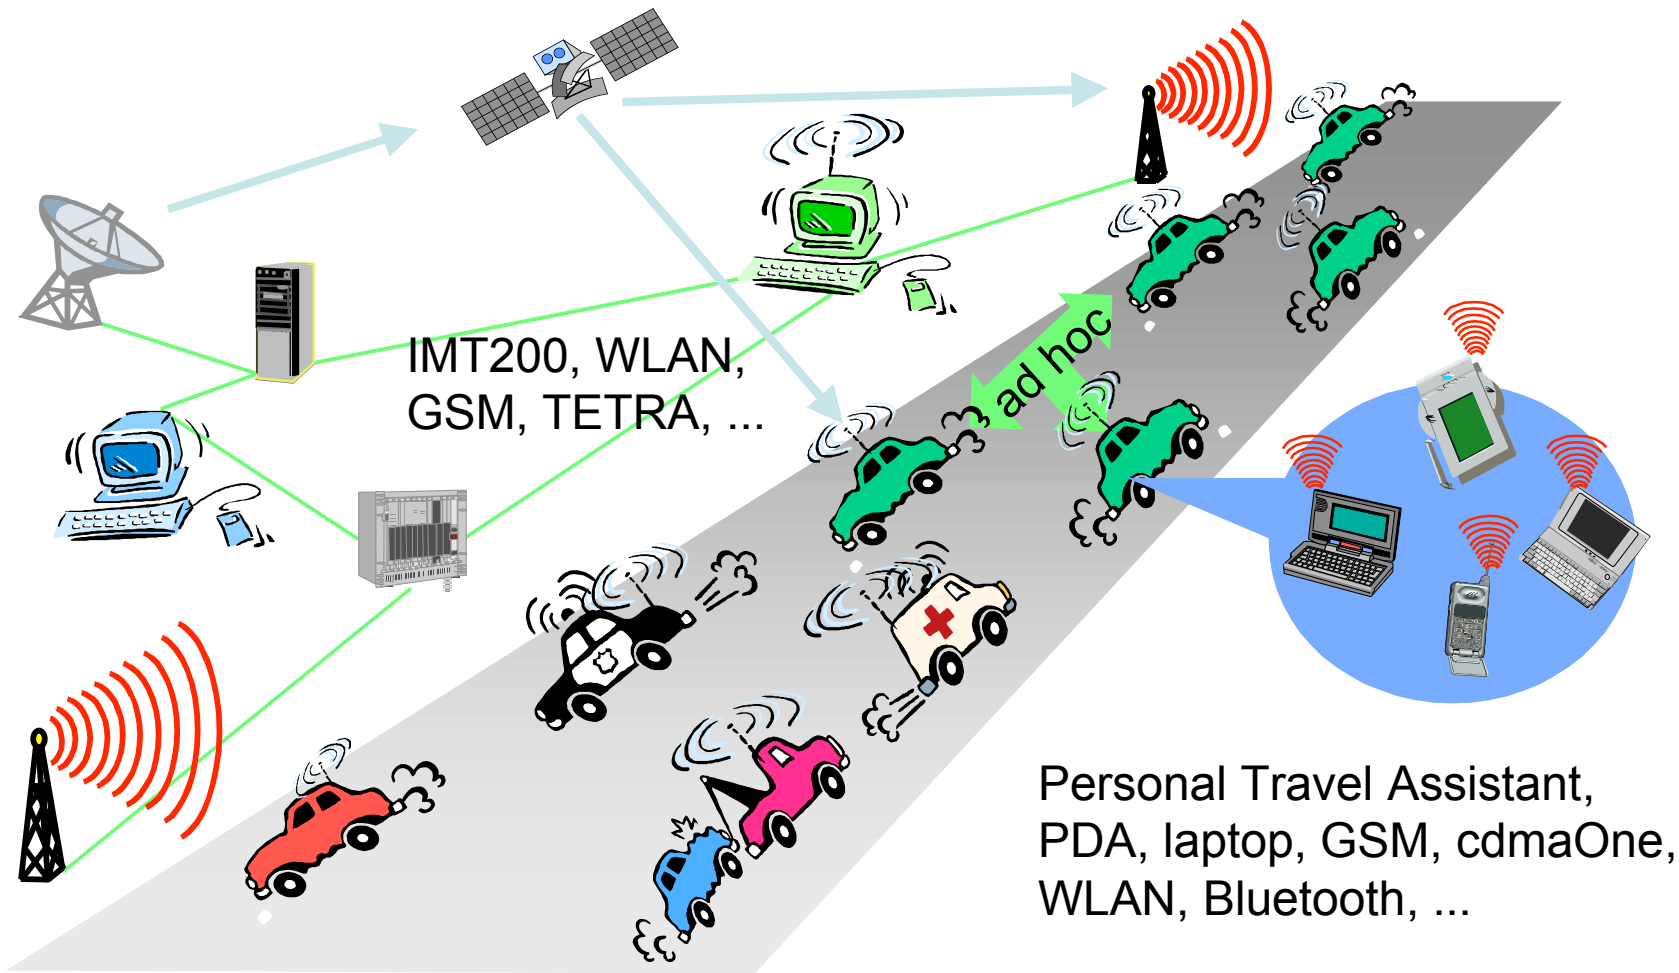 IMT200, WLAN,
GSM, TETRA, ...
ad hoc
Personal Travel Assistant,
PDA, laptop, GSM, cdmaOne,
WLAN, Bluetooth, ...